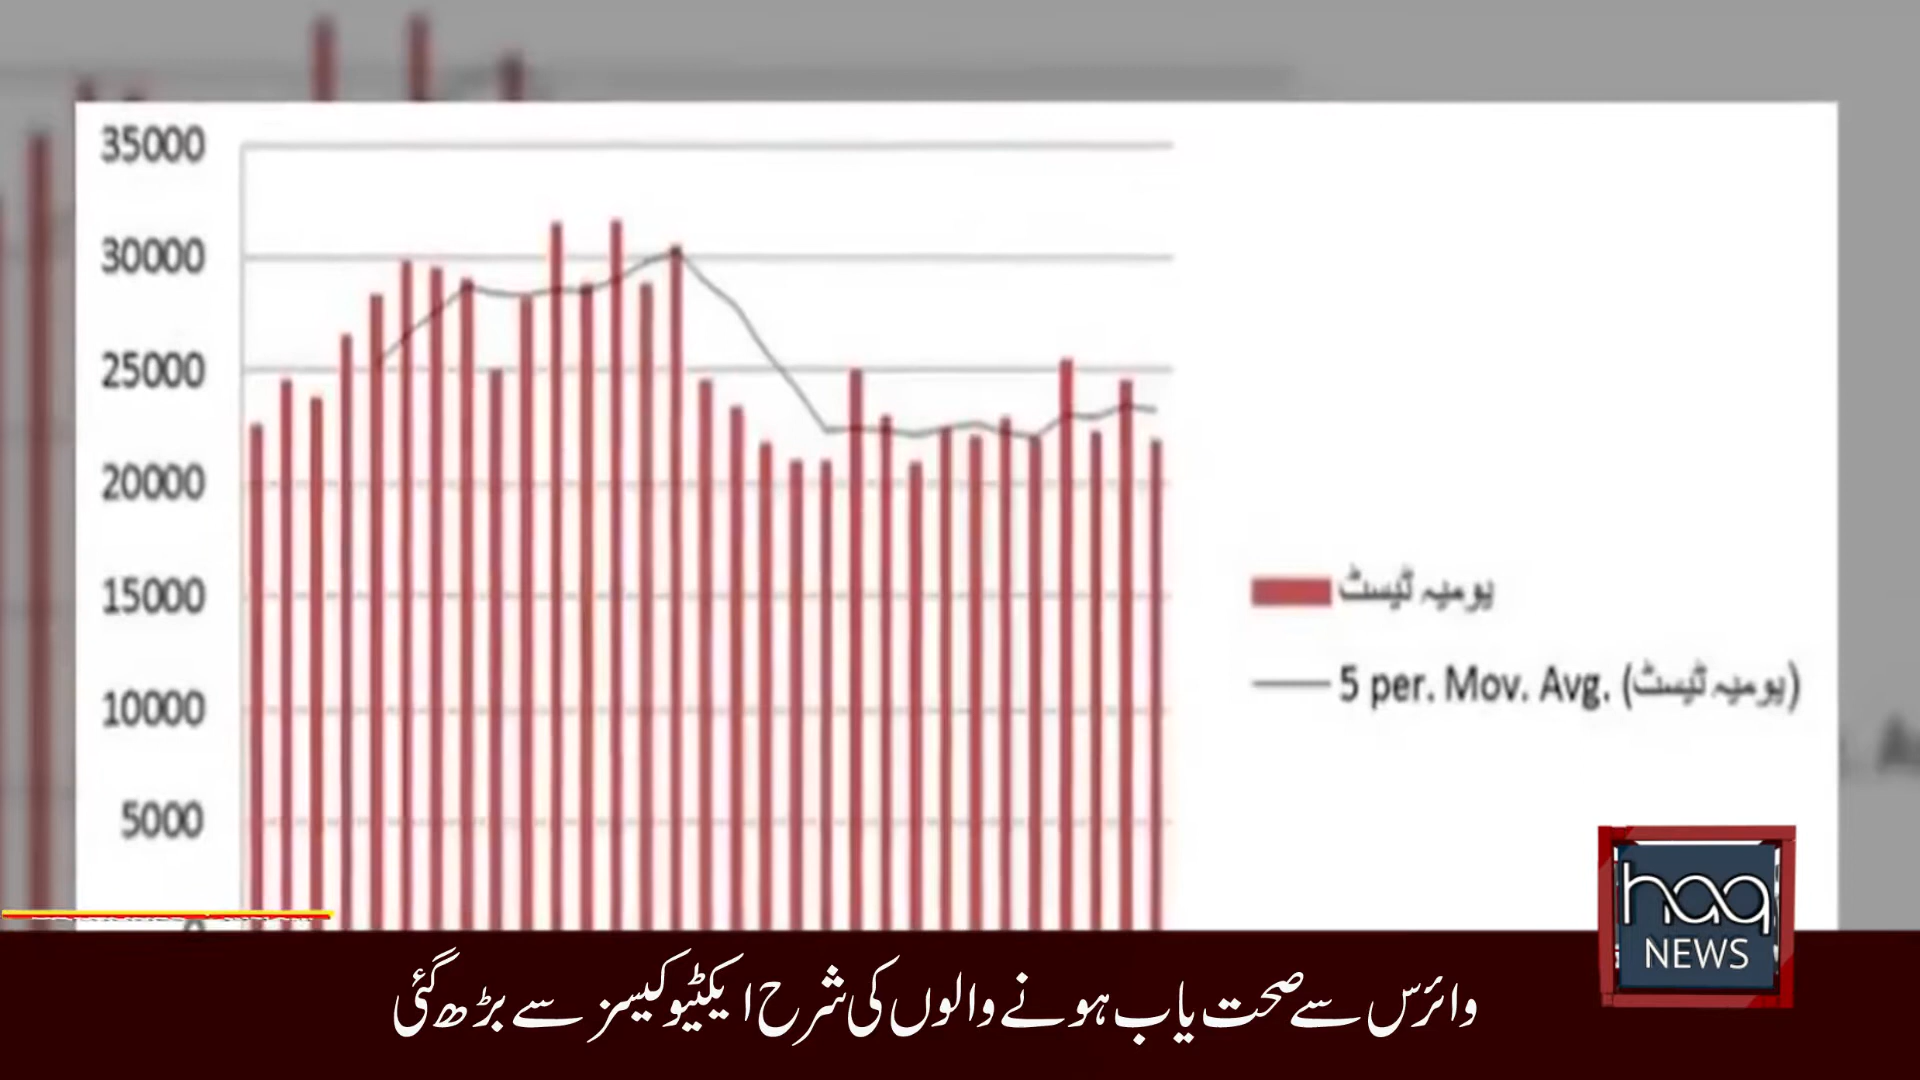 35000
30000
25000
20000
15000
10000
5000
0
یومیہ ٹیسٹ
5 per. Mov. Avg. (یومیہ ٹیسٹ)
haq
NEWS
وائرس سے صحت یاب ہونے والوں کی شرح ایکٹیو کیسز سے بڑھ گئی